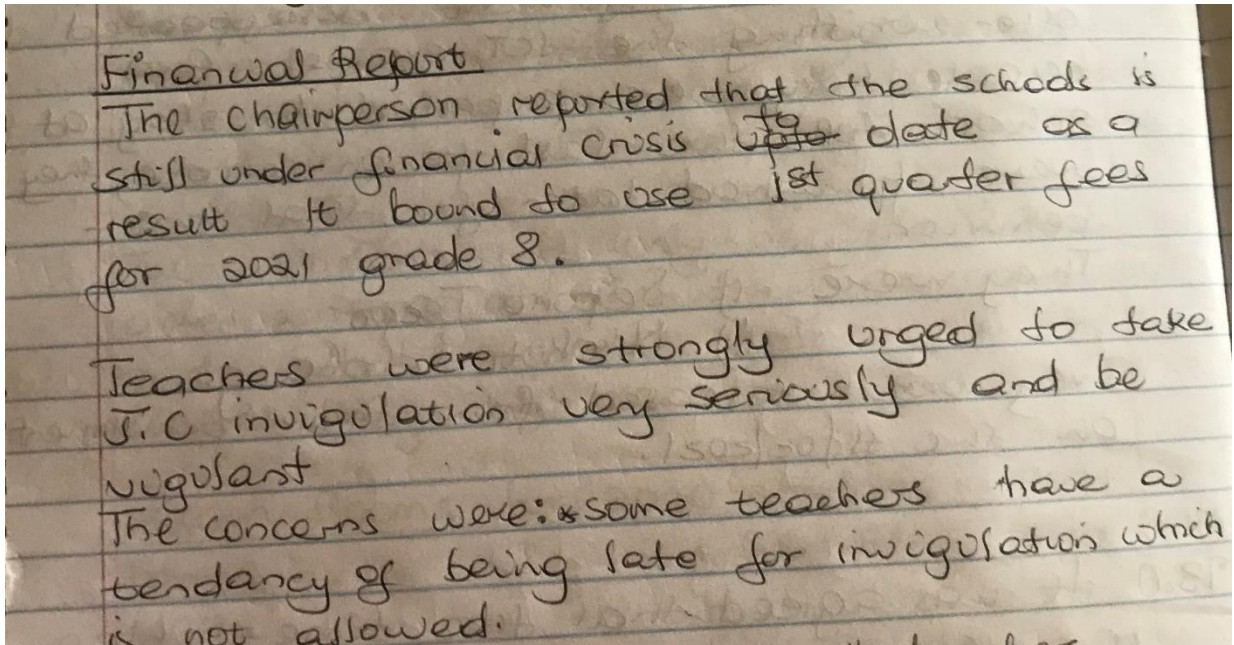 Financial Report
The chairperson reported that the schools is
still under financial crisis to date as a
result It bound to use 1st quater fees
for 2021 grade 8.
Teachers were strongly urged to take
J.C invigilation very seriously and be
vigilant
The concerns were: *some teachers have a
tendancy of being late for invigilation which
is not allowed.